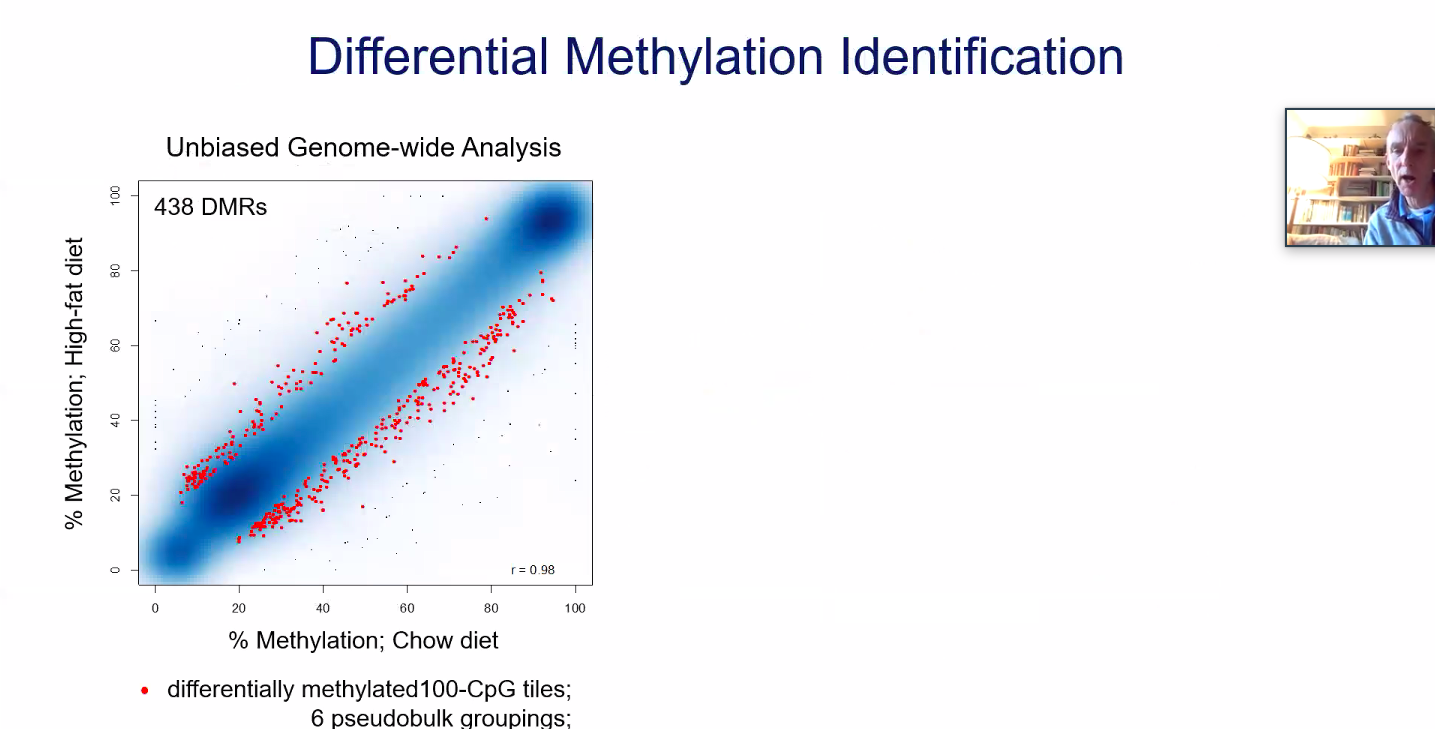 Differential Methylation Identification
Unbiased Genome-wide Analysis
438 DMRs
% Methylation; High-fat diet
100
80
60
40
20
0
r = 0.98
0 20 40 60 80 100
% Methylation; Chow diet
• differentially methylated100-CpG tiles;
6 pseudobulk groupings;